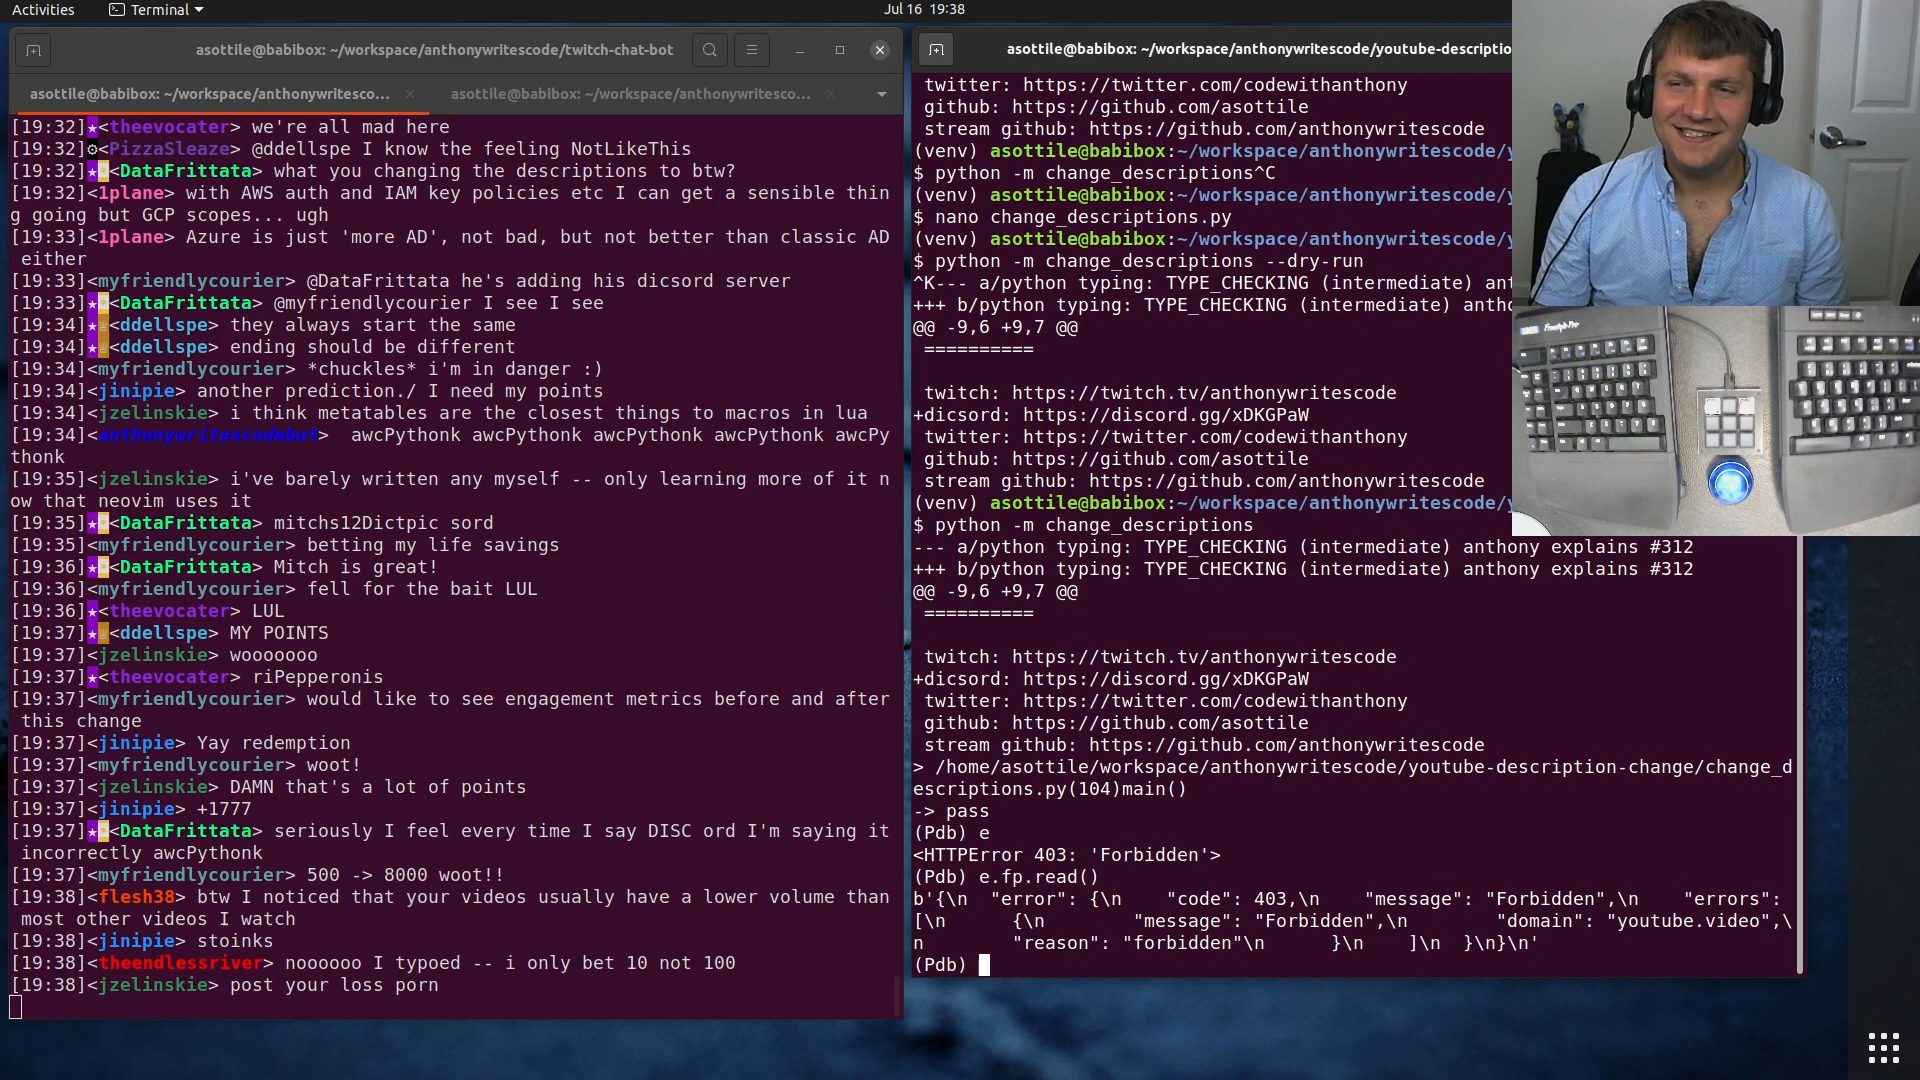 Activities
Terminal
Jul 16 19:38
asottile@babibox: ~/workspace/anthonywritescode/twitch-chat-bot
asottile@babibox: ~/workspace/anthonywritesco...
asottile@babibox: ~/workspace/anthonywritesco...
[19:32]★<theevocater> we're all mad here
[19:32]⚙<PizzaSleaze> @ddellspe I know the feeling NotLikeThis
[19:32]★<DataFrittata> what you changing the descriptions to btw?
[19:32]<1plane> with AWS auth and IAM key policies etc I can get a sensible thin
g going but GCP scopes... ugh
[19:33]<1plane> Azure is just 'more AD', not bad, but not better than classic AD
 either
[19:33]<myfriendlycourier> @DataFrittata he's adding his dicsord server
[19:33]★<DataFrittata> @myfriendlycourier I see I see
[19:34]★<ddellspe> they always start the same
[19:34]★<ddellspe> ending should be different
[19:34]<myfriendlycourier> *chuckles* i'm in danger :)
[19:34]<jinipie> another prediction./ I need my points
[19:34]<jzelinskie> i think metatables are the closest things to macros in lua
[19:34]<anthonywritescodebot>  awcPythonk awcPythonk awcPythonk awcPythonk awcPy
thonk
[19:35]<jzelinskie> i've barely written any myself -- only learning more of it n
ow that neovim uses it
[19:35]★<DataFrittata> mitchs12Dictpic sord
[19:35]<myfriendlycourier> betting my life savings
[19:36]★<DataFrittata> Mitch is great!
[19:36]<myfriendlycourier> fell for the bait LUL
[19:36]★<theevocater> LUL
[19:37]★<ddellspe> MY POINTS
[19:37]<jzelinskie> wooooooo
[19:37]★<theevocater> riPepperonis
[19:37]<myfriendlycourier> would like to see engagement metrics before and after
 this change
[19:37]<jinipie> Yay redemption
[19:37]<myfriendlycourier> woot!
[19:37]<jzelinskie> DAMN that's a lot of points
[19:37]<jinipie> +1777
[19:37]★<DataFrittata> seriously I feel every time I say DISC ord I'm saying it
incorrectly awcPythonk
[19:37]<myfriendlycourier> 500 -> 8000 woot!!
[19:38]<flesh38> btw I noticed that your videos usually have a lower volume than
 most other videos I watch
[19:38]<jinipie> stoinks
[19:38]<theendlessriver> noooooo I typoed -- i only bet 10 not 100
[19:38]<jzelinskie> post your loss porn
asottile@babibox: ~/workspace/anthonywritescode/youtube-descriptio
 twitter: https://twitter.com/codewithanthony
 github: https://github.com/asottile
 stream github: https://github.com/anthonywritescode
(venv) asottile@babibox:~/workspace/anthonywritescode/y
$ python -m change_descriptions^C
(venv) asottile@babibox:~/workspace/anthonywritescode/y
$ nano change_descriptions.py
(venv) asottile@babibox:~/workspace/anthonywritescode/y
$ python -m change_descriptions --dry-run
^K--- a/python typing: TYPE_CHECKING (intermediate) ant
+++ b/python typing: TYPE_CHECKING (intermediate) antho
@@ -9,6 +9,7 @@
 ==========
 twitch: https://twitch.tv/anthonywritescode
+dicsord: https://discord.gg/xDKGPaW
 twitter: https://twitter.com/codewithanthony
 github: https://github.com/asottile
 stream github: https://github.com/anthonywritescode
(venv) asottile@babibox:~/workspace/anthonywritescode/y
$ python -m change_descriptions
--- a/python typing: TYPE_CHECKING (intermediate) anthony explains #312
+++ b/python typing: TYPE_CHECKING (intermediate) anthony explains #312
@@ -9,6 +9,7 @@
 ==========
 twitch: https://twitch.tv/anthonywritescode
+dicsord: https://discord.gg/xDKGPaW
 twitter: https://twitter.com/codewithanthony
 github: https://github.com/asottile
 stream github: https://github.com/anthonywritescode
> /home/asottile/workspace/anthonywritescode/youtube-description-change/change_d
escriptions.py(104)main()
-> pass
(Pdb) e
<HTTPError 403: 'Forbidden'>
(Pdb) e.fp.read()
b'{\n  "error": {\n    "code": 403,\n    "message": "Forbidden",\n    "errors":
[\n      {\n        "message": "Forbidden",\n        "domain": "youtube.video",\
n        "reason": "forbidden"\n      }\n    ]\n  }\n}\n'
(Pdb)
Freestyle Pro